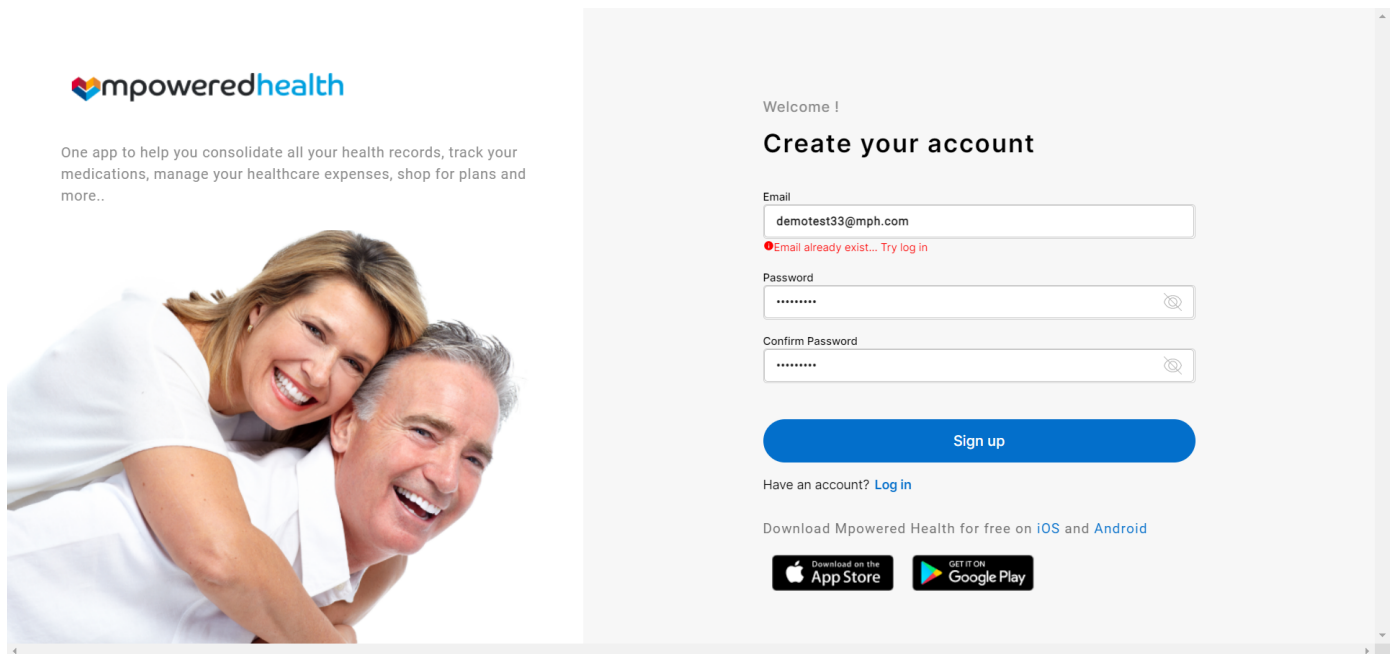 mpoweredhealth
One app to help you consolidate all your health records, track your
medications, manage your healthcare expenses, shop for plans and
more..
Welcome !
Create your account
Email
demotest33@mph.com
Email already exist... Try log in
Password
•••••••••
Confirm Password
•••••••••
Sign up
Have an account? Log in
Download Mpowered Health for free on iOS and Android
Download on the
App Store
GET IT ON
Google Play